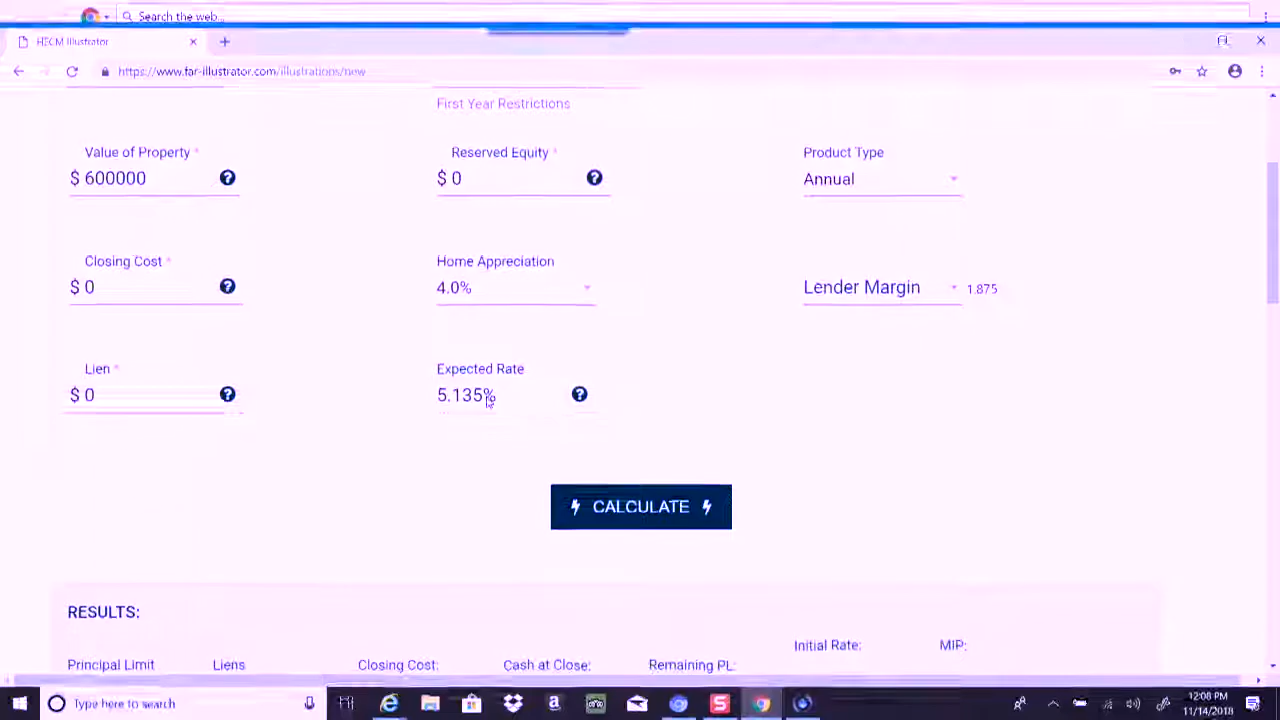 Search the web...
HECM Illustrator
https://www.far-illustrator.com/illustrations/new
First Year Restrictions
Value of Property *
Reserved Equity *
Product Type
$ 600000
$ 0
Annual
Closing Cost *
Home Appreciation
$ 0
4.0%
Lender Margin
1.875
Lien *
Expected Rate
$ 0
5.135%
CALCULATE
RESULTS:
Initial Rate:
MIP:
Principal Limit
Liens
Closing Cost:
Cash at Close:
Remaining PL:
Type here to search
12:08 PM
11/14/2018